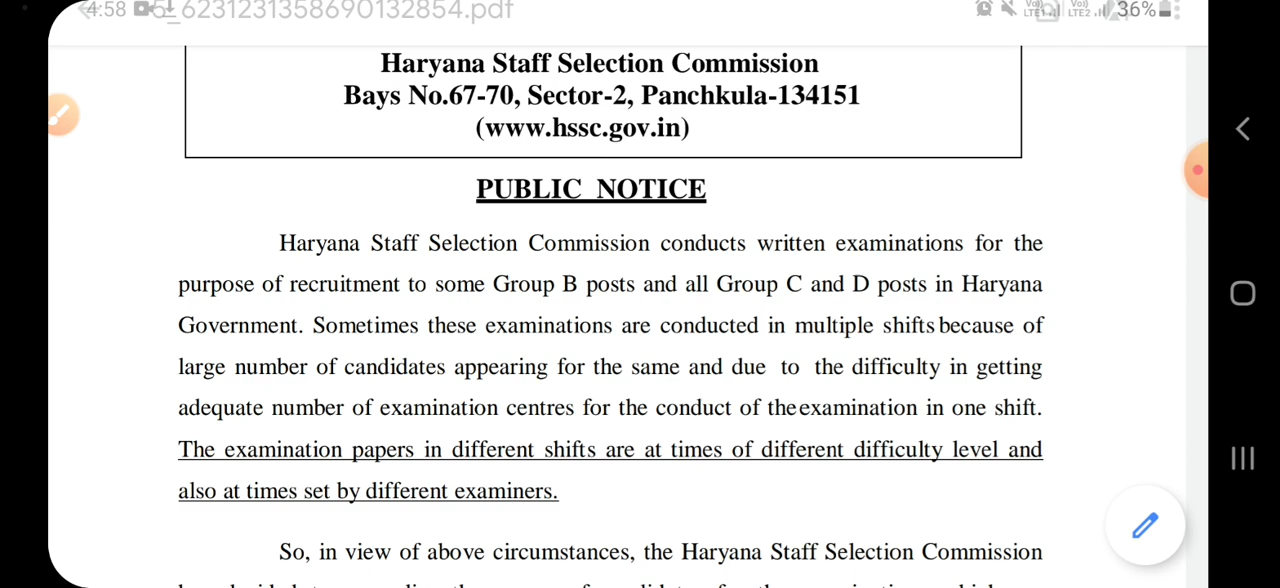 4:58 6231231358690132854.pdf 36%
Haryana Staff Selection Commission
Bays No.67-70, Sector-2, Panchkula-134151
(www.hssc.gov.in)
PUBLIC NOTICE
Haryana Staff Selection Commission conducts written examinations for the
purpose of recruitment to some Group B posts and all Group C and D posts in Haryana
Government. Sometimes these examinations are conducted in multiple shifts because of
large number of candidates appearing for the same and due to the difficulty in getting
adequate number of examination centres for the conduct of the examination in one shift.
The examination papers in different shifts are at times of different difficulty level and
also at times set by different examiners.
So, in view of above circumstances, the Haryana Staff Selection Commission